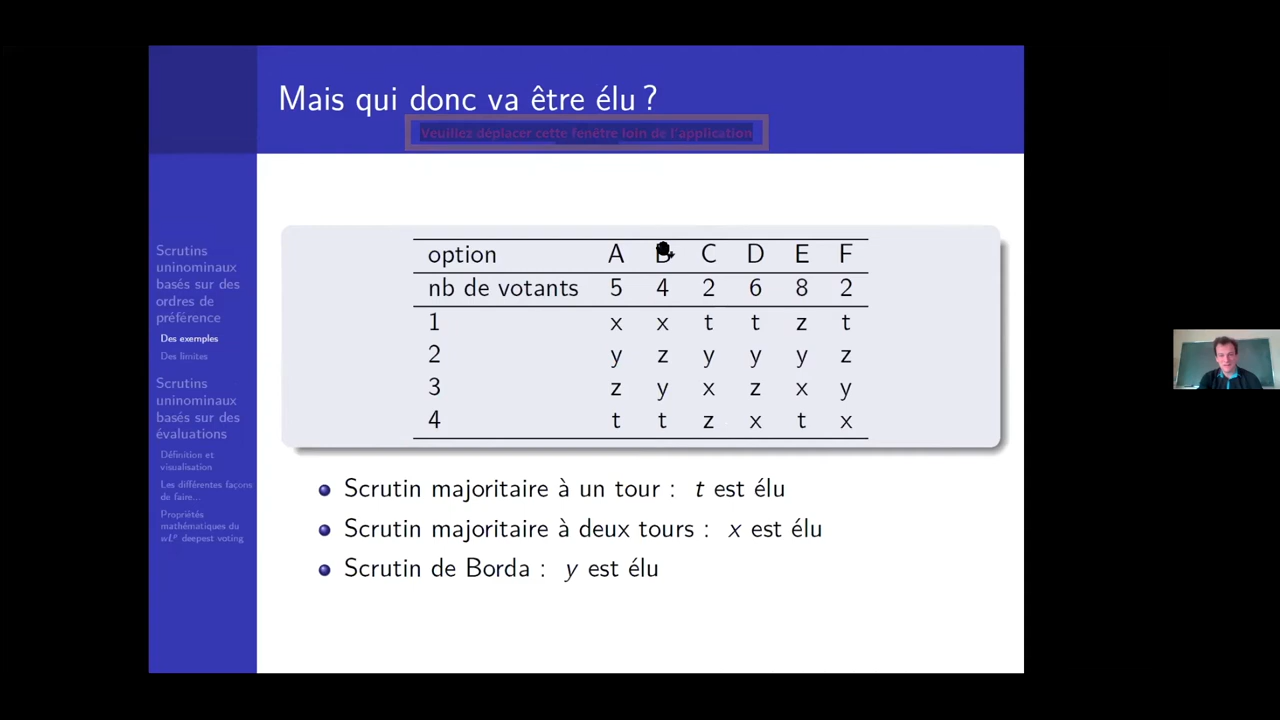 Mais qui donc va être élu ?
Veuillez déplacer cette fenêtre loin de l'application
Scrutins
uninominaux
basés sur des
ordres de
préférence
Des exemples
Des limites
Scrutins
uninominaux
basés sur des
évaluations
Définition et
visualisation
Les différentes façons
de faire...
Propriétés
mathématiques du
wLᵖ deepest voting
option A B C D E F
nb de votants 5 4 2 6 8 2
1 x x t t z t
2 y z y y y z
3 z y x z x y
4 t t z x t x
Scrutin majoritaire à un tour : t est élu
Scrutin majoritaire à deux tours : x est élu
Scrutin de Borda : y est élu